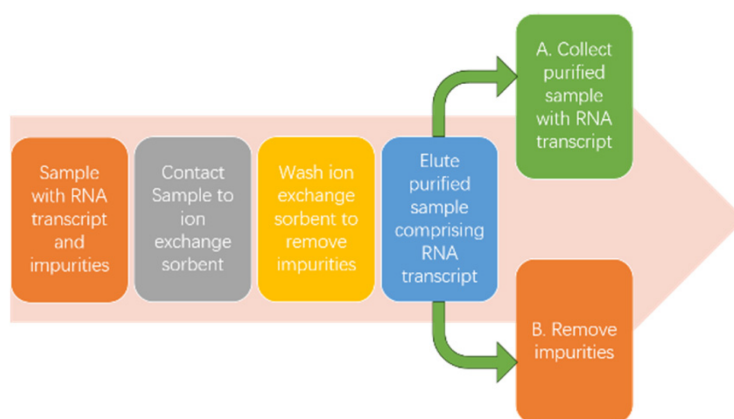 Sample
with RNA
transcript
and
impurities
Contact
Sample to
ion
exchange
sorbent
Wash ion
exchange
sorbent to
remove
impurities
Elute
purified
sample
comprising
RNA
transcript
A. Collect
purified
sample
with RNA
transcript
B. Remove
impurities